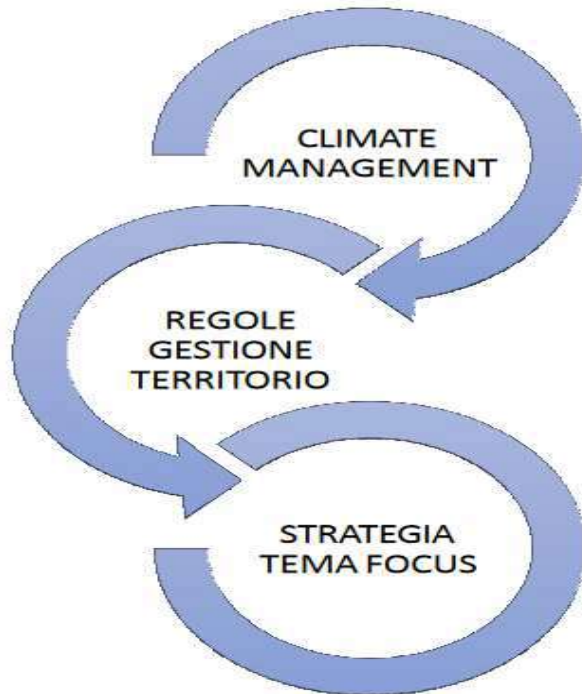 CLIMATE
MANAGEMENT
REGOLE
GESTIONE
TERRITORIO
STRATEGIA
TEMA FOCUS